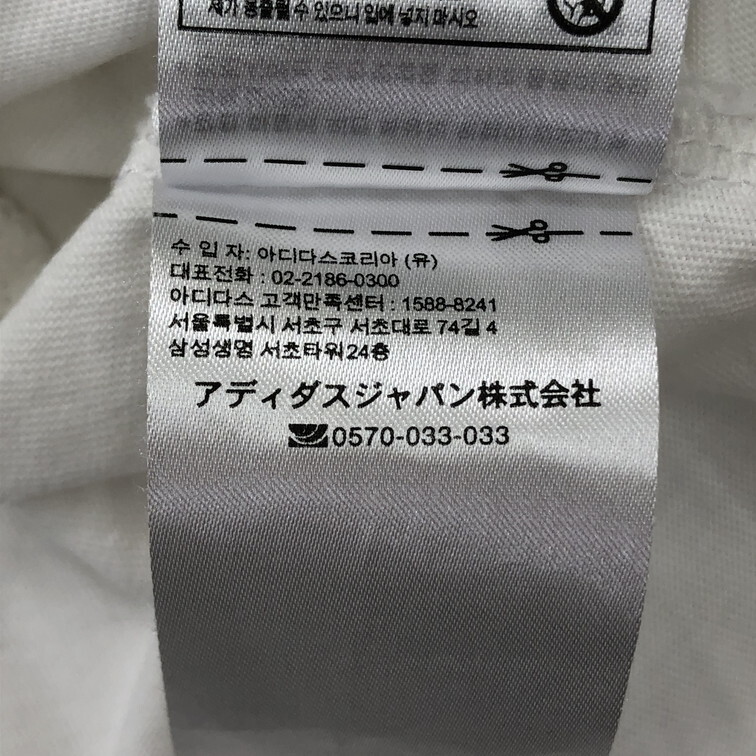 제가 용출될 수 있으니 입에 넣지 마시오
수 입 자: 아디다스코리아 (유)
대표전화 : 02-2186-0300
아디다스 고객만족센터 : 1588-8241
서울특별시 서초구 서초대로 74길 4
삼성생명 서초타워24층
アディダスジャパン株式会社
0570-033-033